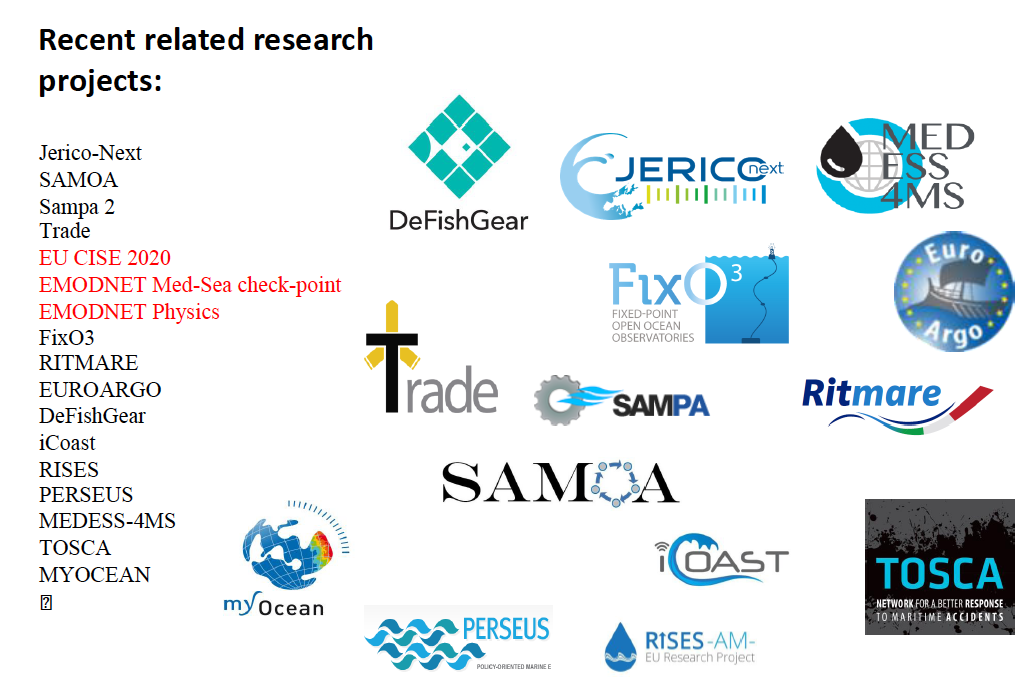 Recent related research
projects:
Jerico-Next
SAMOA
Sampa 2
Trade
EU CISE 2020
EMODNET Med-Sea check-point
EMODNET Physics
FixO3
RITMARE
EUROARGO
DeFishGear
iCoast
RISES
PERSEUS
MEDESS-4MS
TOSCA
MYOCEAN
DeFishGear
JERICO next
MED
ESS
4MS
FixO3
FIXED-POINT
OPEN OCEAN
OBSERVATORIES
Euro
Argo
Trade
SAMPA
Ritmare
SAMOA
myOcean
iCOAST
TOSCA
NETWORK FOR A BETTER RESPONSE
TO MARITIME ACCIDENTS
PERSEUS
POLICY-ORIENTED MARINE E
RISES-AM-
EU Research Project